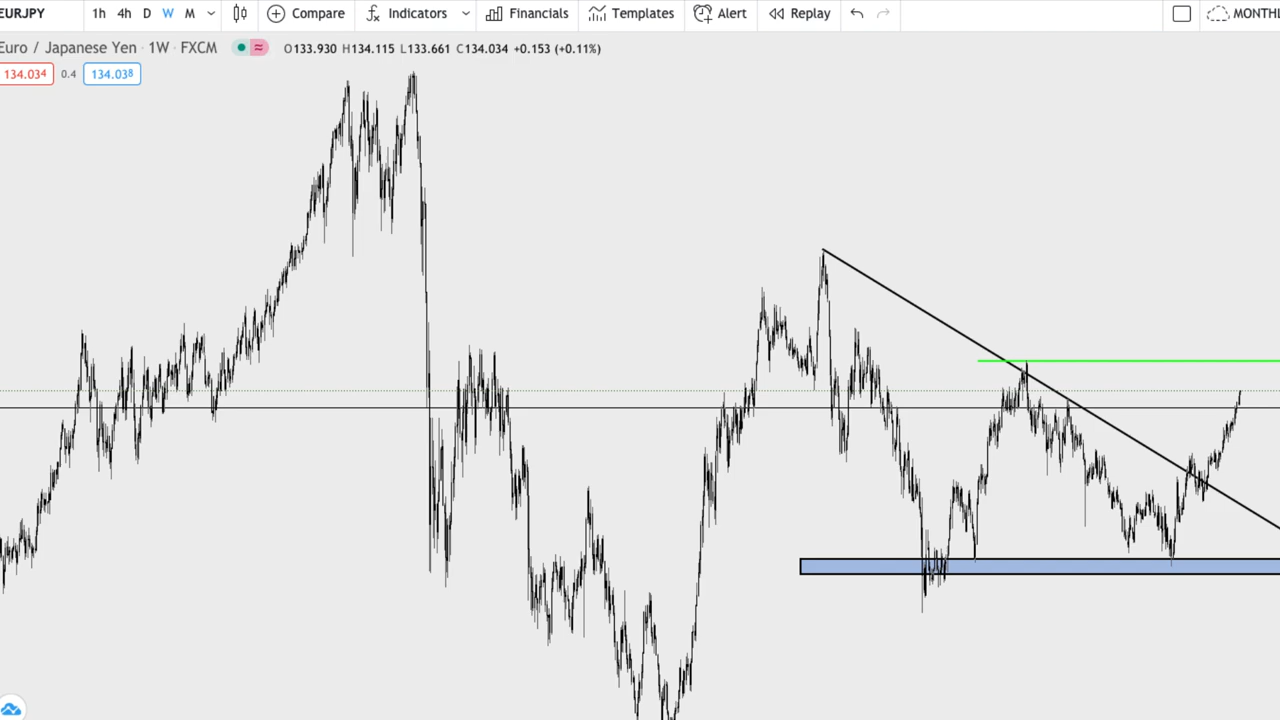 EURJPY 1h 4h D W M Compare Indicators Financials Templates Alert Replay MONTHL
Euro / Japanese Yen · 1W · FXCM O133.930 H134.115 L133.661 C134.034 +0.153 (+0.11%)
134.034 0.4 134.038